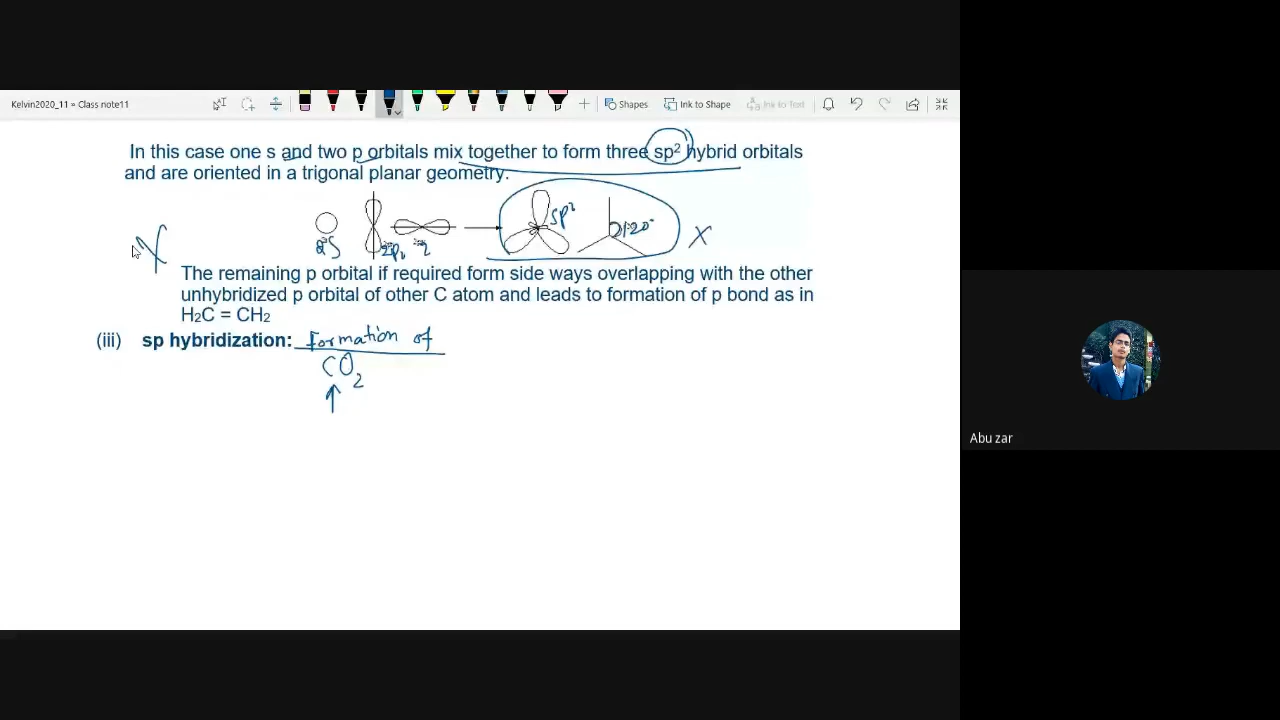 Kelvin2020_11 » Class note11
Shapes
Ink to Shape
Ink to Text
In this case one s and two p orbitals mix together to form three sp² hybrid orbitals
and are oriented in a trigonal planar geometry.
sp²
120°
2S
The remaining p orbital if required form side ways overlapping with the other
unhybridized p orbital of other C atom and leads to formation of p bond as in
H₂C = CH₂
(iii) sp hybridization: Formation of
CO₂
Abu zar